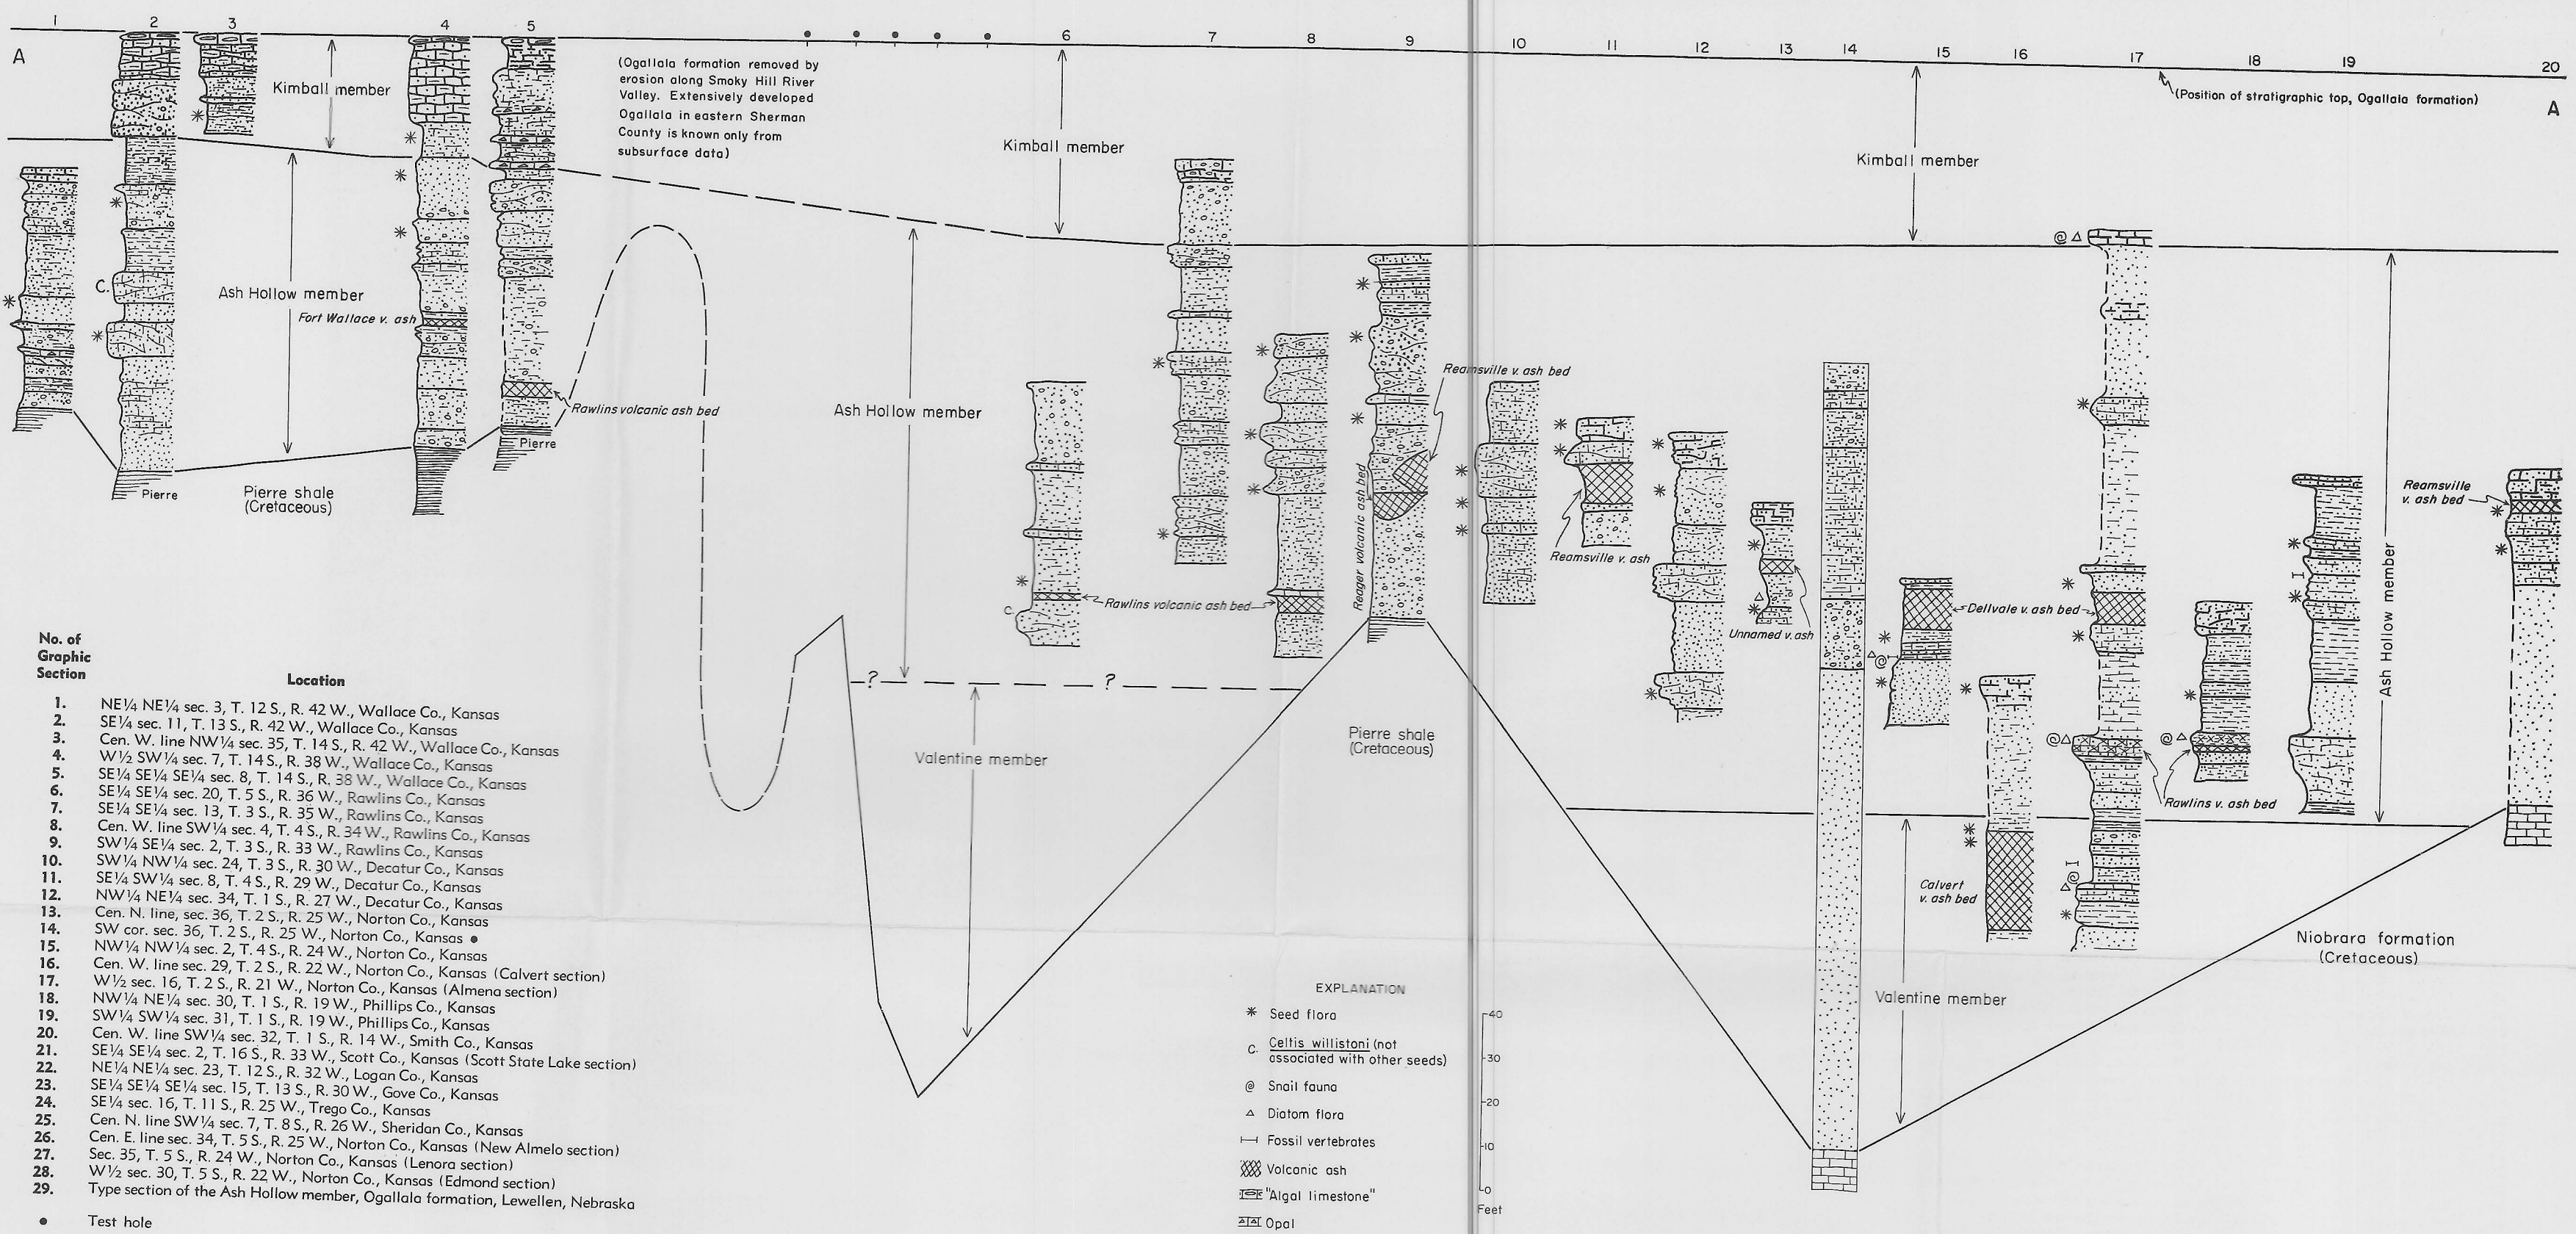 1 2 3 4 5 6 7 8 9 10 11 12 13 14 15 16 17 18 19 20
A
A
Kimball member
(Ogallala formation removed by
erosion along Smoky Hill River
Valley. Extensively developed
Ogallala in eastern Sherman
County is known only from
subsurface data)
Kimball member
Kimball member
(Position of stratigraphic top, Ogallala formation)
C.
Ash Hollow member
Fort Wallace v. ash
Rawlins volcanic ash bed
Pierre
Pierre
Pierre shale
(Cretaceous)
Ash Hollow member
C.
Rawlins volcanic ash bed
Reager volcanic ash bed
Reamsville v. ash bed
Reamsville v. ash
Unnamed v. ash
Dellvale v. ash bed
Rawlins v. ash bed
Reamsville
v. ash bed
Ash Hollow member
? ?
Valentine member
Pierre shale
(Cretaceous)
Calvert
v. ash bed
Valentine member
Niobrara formation
(Cretaceous)
No. of
Graphic
Section
Location
1. NE¼ NE¼ sec. 3, T. 12 S., R. 42 W., Wallace Co., Kansas
2. SE¼ sec. 11, T. 13 S., R. 42 W., Wallace Co., Kansas
3. Cen. W. line NW¼ sec. 35, T. 14 S., R. 42 W., Wallace Co., Kansas
4. W½ SW¼ sec. 7, T. 14 S., R. 38 W., Wallace Co., Kansas
5. SE¼ SE¼ SE¼ sec. 8, T. 14 S., R. 38 W., Wallace Co., Kansas
6. SE¼ SE¼ sec. 20, T. 5 S., R. 36 W., Rawlins Co., Kansas
7. SE¼ SE¼ sec. 13, T. 3 S., R. 35 W., Rawlins Co., Kansas
8. Cen. W. line SW¼ sec. 4, T. 4 S., R. 34 W., Rawlins Co., Kansas
9. SW¼ SE¼ sec. 2, T. 3 S., R. 33 W., Rawlins Co., Kansas
10. SW¼ NW¼ sec. 24, T. 3 S., R. 30 W., Decatur Co., Kansas
11. SE¼ SW¼ sec. 8, T. 4 S., R. 29 W., Decatur Co., Kansas
12. NW¼ NE¼ sec. 34, T. 1 S., R. 27 W., Decatur Co., Kansas
13. Cen. N. line, sec. 36, T. 2 S., R. 25 W., Norton Co., Kansas
14. SW cor. sec. 36, T. 2 S., R. 25 W., Norton Co., Kansas ●
15. NW¼ NW¼ sec. 2, T. 4 S., R. 24 W., Norton Co., Kansas
16. Cen. W. line sec. 29, T. 2 S., R. 22 W., Norton Co., Kansas (Calvert section)
17. W½ sec. 16, T. 2 S., R. 21 W., Norton Co., Kansas (Almena section)
18. NW¼ NE¼ sec. 30, T. 1 S., R. 19 W., Phillips Co., Kansas
19. SW¼ SW¼ sec. 31, T. 1 S., R. 19 W., Phillips Co., Kansas
20. Cen. W. line SW¼ sec. 32, T. 1 S., R. 14 W., Smith Co., Kansas
21. SE¼ SE¼ sec. 2, T. 16 S., R. 33 W., Scott Co., Kansas (Scott State Lake section)
22. NE¼ NE¼ sec. 23, T. 12 S., R. 32 W., Logan Co., Kansas
23. SE¼ SE¼ SE¼ sec. 15, T. 13 S., R. 30 W., Gove Co., Kansas
24. SE¼ sec. 16, T. 11 S., R. 25 W., Trego Co., Kansas
25. Cen. N. line SW¼ sec. 7, T. 8 S., R. 26 W., Sheridan Co., Kansas
26. Cen. E. line sec. 34, T. 5 S., R. 25 W., Norton Co., Kansas (New Almelo section)
27. Sec. 35, T. 5 S., R. 24 W., Norton Co., Kansas (Lenora section)
28. W½ sec. 30, T. 5 S., R. 22 W., Norton Co., Kansas (Edmond section)
29. Type section of the Ash Hollow member, Ogallala formation, Lewellen, Nebraska
● Test hole
EXPLANATION
Seed flora
C. Celtis willistoni (not
associated with other seeds)
Snail fauna
Diatom flora
Fossil vertebrates
Volcanic ash
"Algal limestone"
Opal
40
30
20
10
0
Feet